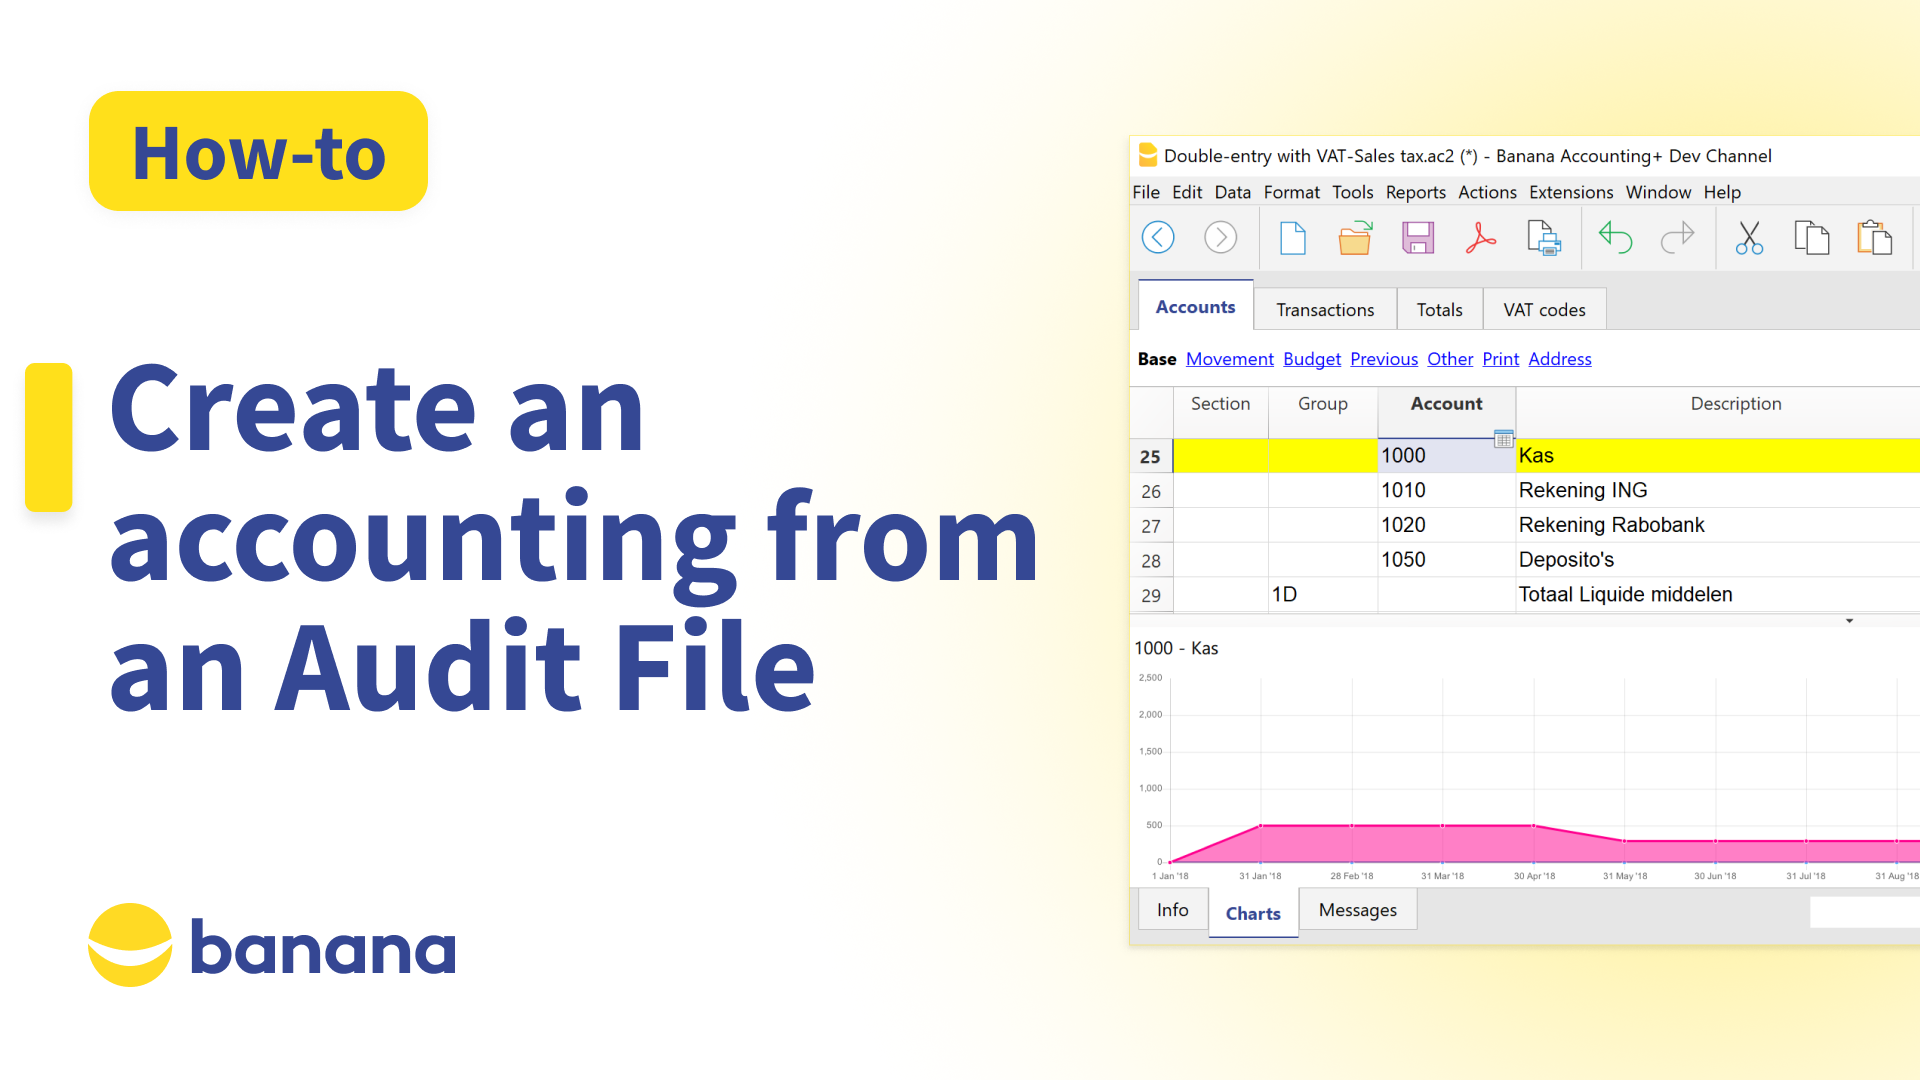 How-to
Create an
accounting from
an Audit File
banana
Double-entry with VAT-Sales tax.ac2 (*) - Banana Accounting+ Dev Channel
File Edit Data Format Tools Reports Actions Extensions Window Help
Accounts Transactions Totals VAT codes
Base Movement Budget Previous Other Print Address
Section Group Account Description
25 1000 Kas
26 1010 Rekening ING
27 1020 Rekening Rabobank
28 1050 Deposito's
29 1D Totaal Liquide middelen
1000 - Kas
2,500
2,000
1,500
1,000
500
0
1 Jan '18 31 Jan '18 28 Feb '18 31 Mar '18 30 Apr '18 31 May '18 30 Jun '18 31 Jul '18 31 Aug '18
Info Charts Messages